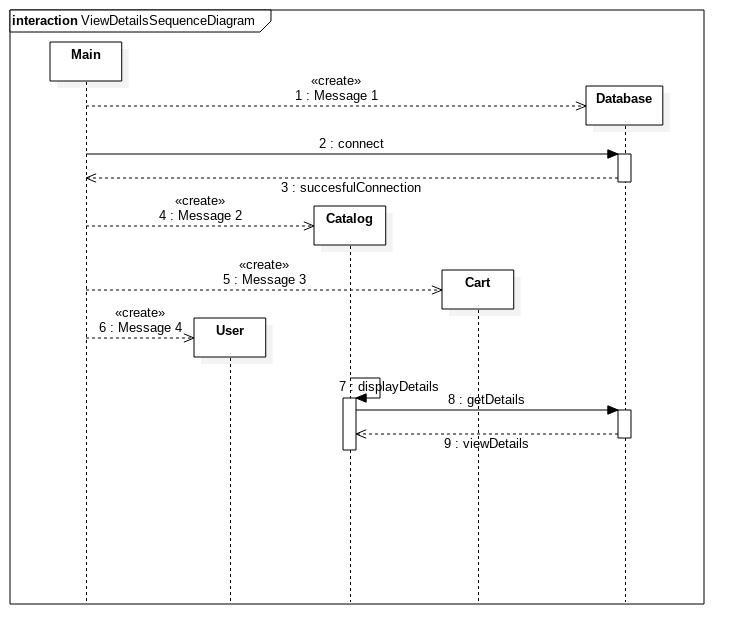 interaction ViewDetailsSequenceDiagram
Main
«create»
1 : Message 1
Database
2 : connect
3 : succesfulConnection
«create»
4 : Message 2
Catalog
«create»
5 : Message 3
Cart
«create»
6 : Message 4
User
7 : displayDetails
8 : getDetails
9 : viewDetails